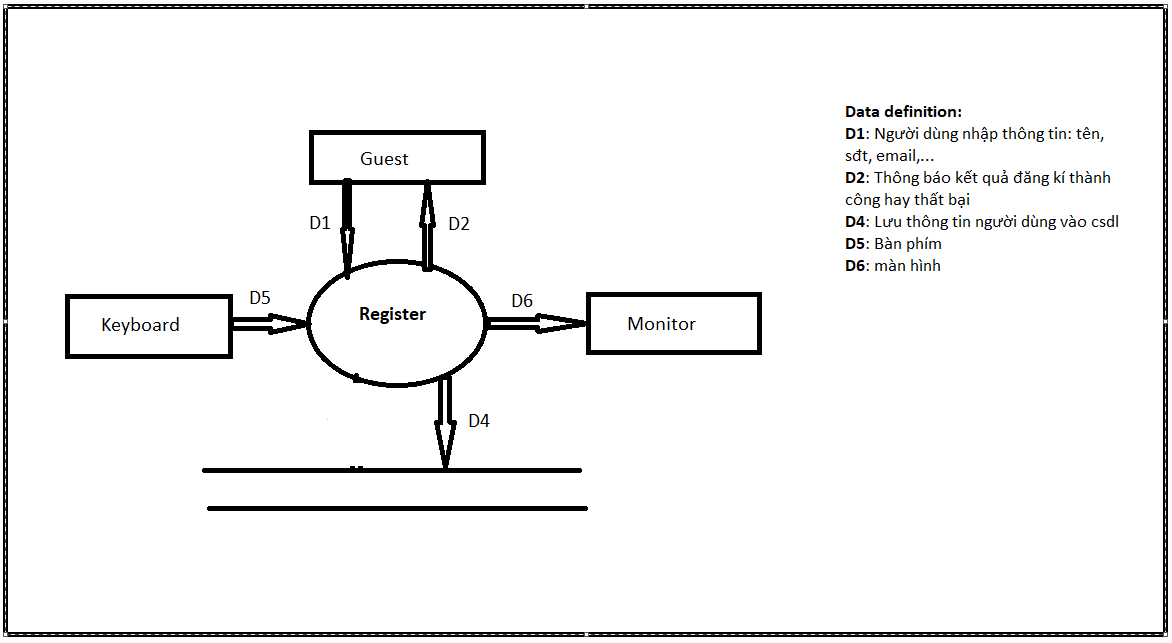 Guest
D1
D2
Keyboard
D5
Register
D6
Monitor
D4
Data definition:
D1: Người dùng nhập thông tin: tên,
sđt, email,...
D2: Thông báo kết quả đăng kí thành
công hay thất bại
D4: Lưu thông tin người dùng vào csdl
D5: Bàn phím
D6: màn hình